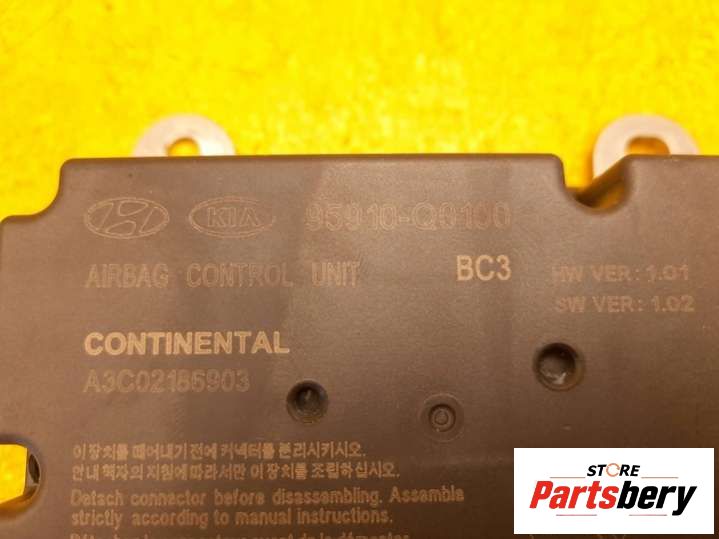 KIA 95910-Q0100
AIRBAG CONTROL UNIT BC3 HW VER: 1.01
SW VER: 1.02
CONTINENTAL
A3C02186903
이 장치를 떼어내기 전에 커넥터를 분리시키시오.
안내 책자의 지침에 따라서만 이 장치를 조립하십시오.
Detach connector before disassembling. Assemble
strictly according to manual instructions.
STORE
Partsbery